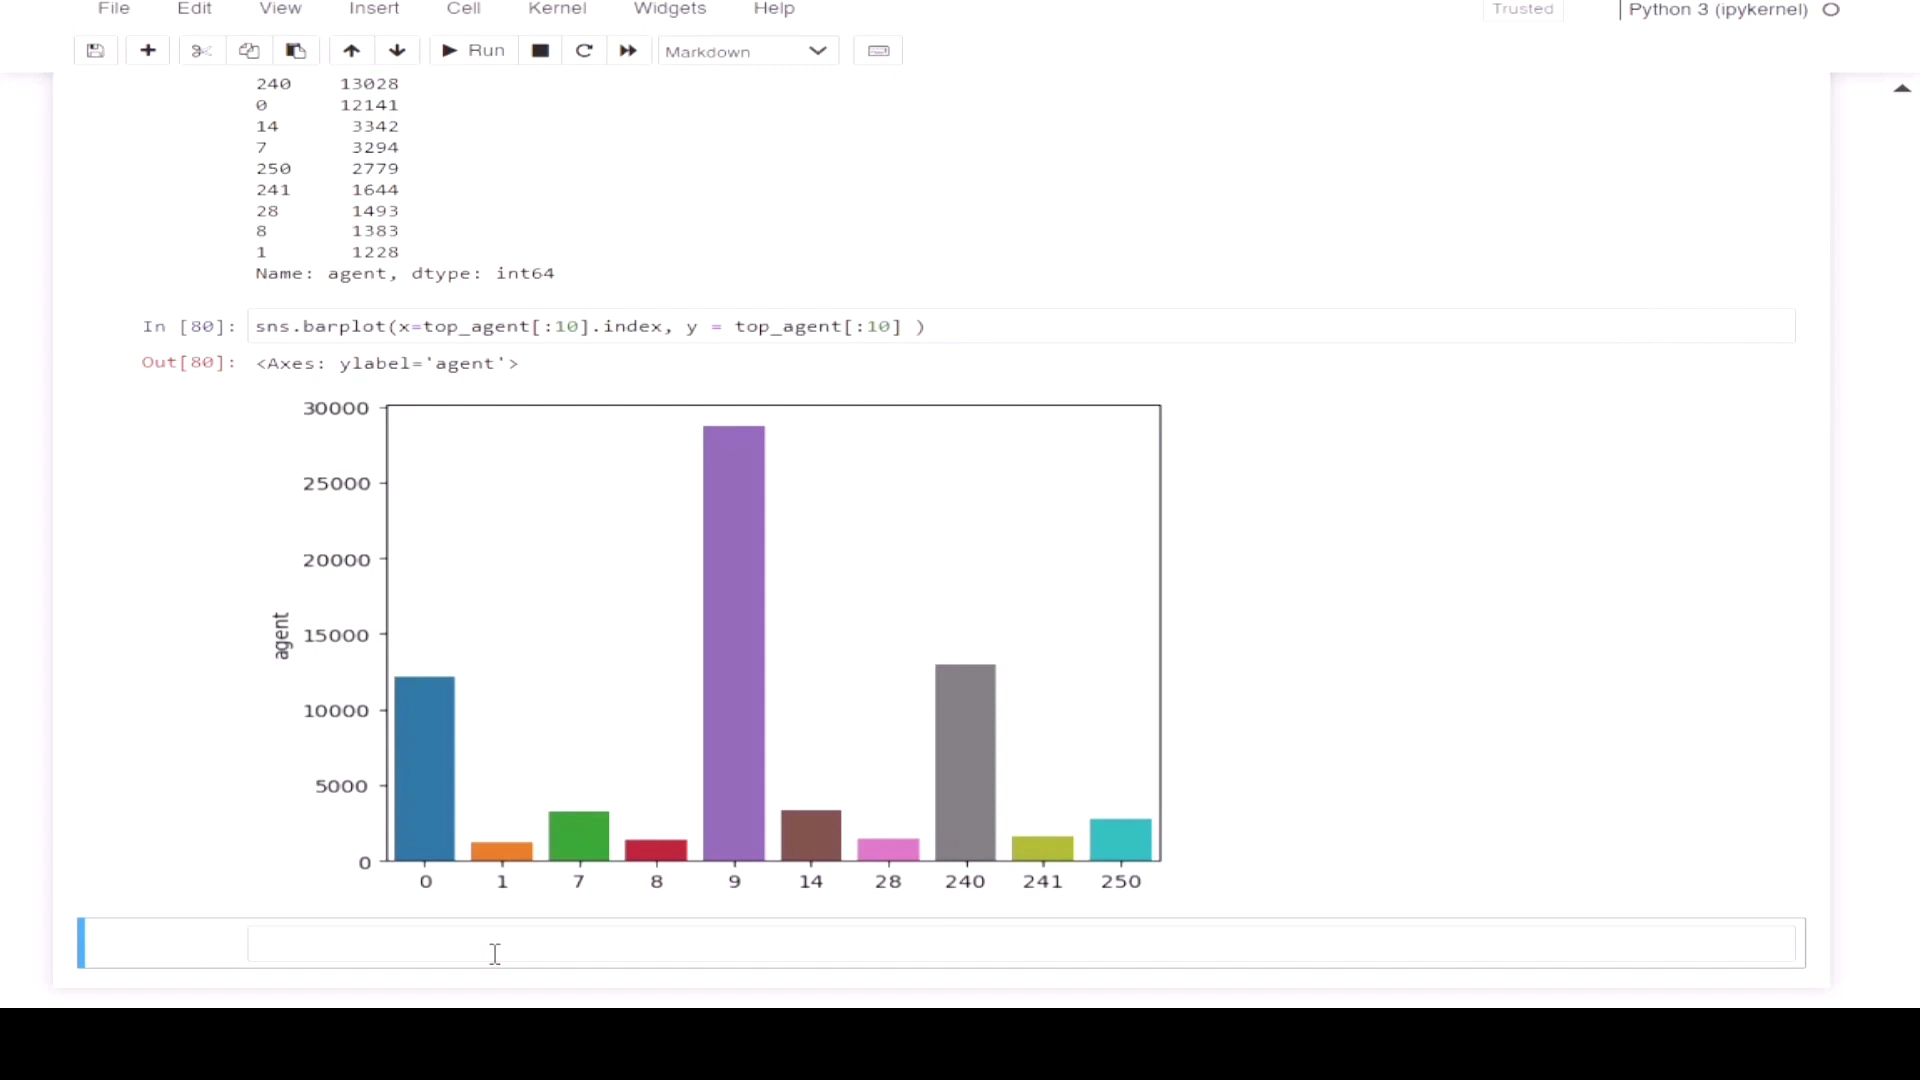 File Edit View Insert Cell Kernel Widgets Help Trusted Python 3 (ipykernel)
Run Markdown
240 13028
0 12141
14 3342
7 3294
250 2779
241 1644
28 1493
8 1383
1 1228
Name: agent, dtype: int64
In [80]: sns.barplot(x=top_agent[:10].index, y = top_agent[:10] )
Out[80]: <Axes: ylabel='agent'>
30000
25000
20000
15000
10000
5000
0
agent
0 1 7 8 9 14 28 240 241 250